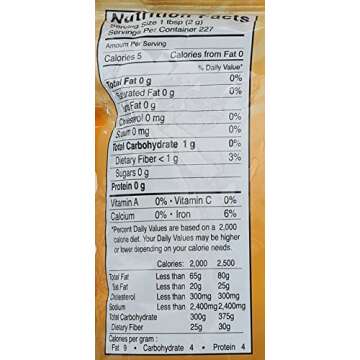 Nutrition Facts
Serving Size 1 tbsp (2 g)
Servings Per Container 227
Amount Per Serving
Calories 5 Calories from Fat 0
% Daily Value*
Total Fat 0 g 0%
Saturated Fat 0 g 0%
Fat 0 g
Cholesterol 0 mg 0%
Sodium 0 mg 0%
Total Carbohydrate 1 g 0%
Dietary Fiber < 1 g 3%
Sugars 0 g
Protein 0 g
Vitamin A 0% • Vitamin C 0%
Calcium 0% • Iron 6%
*Percent Daily Values are based on a 2,000
calorie diet. Your Daily Values may be higher
or lower depending on your calorie needs.
Calories: 2,000 2,500
Total Fat Less than 65g 80g
Sat Fat Less than 20g 25g
Cholesterol Less than 300mg 300mg
Sodium Less than 2,400mg 2,400mg
Total Carbohydrate 300g 375g
Dietary Fiber 25g 30g
Calories per gram:
Fat 9 • Carbohydrate 4 • Protein 4